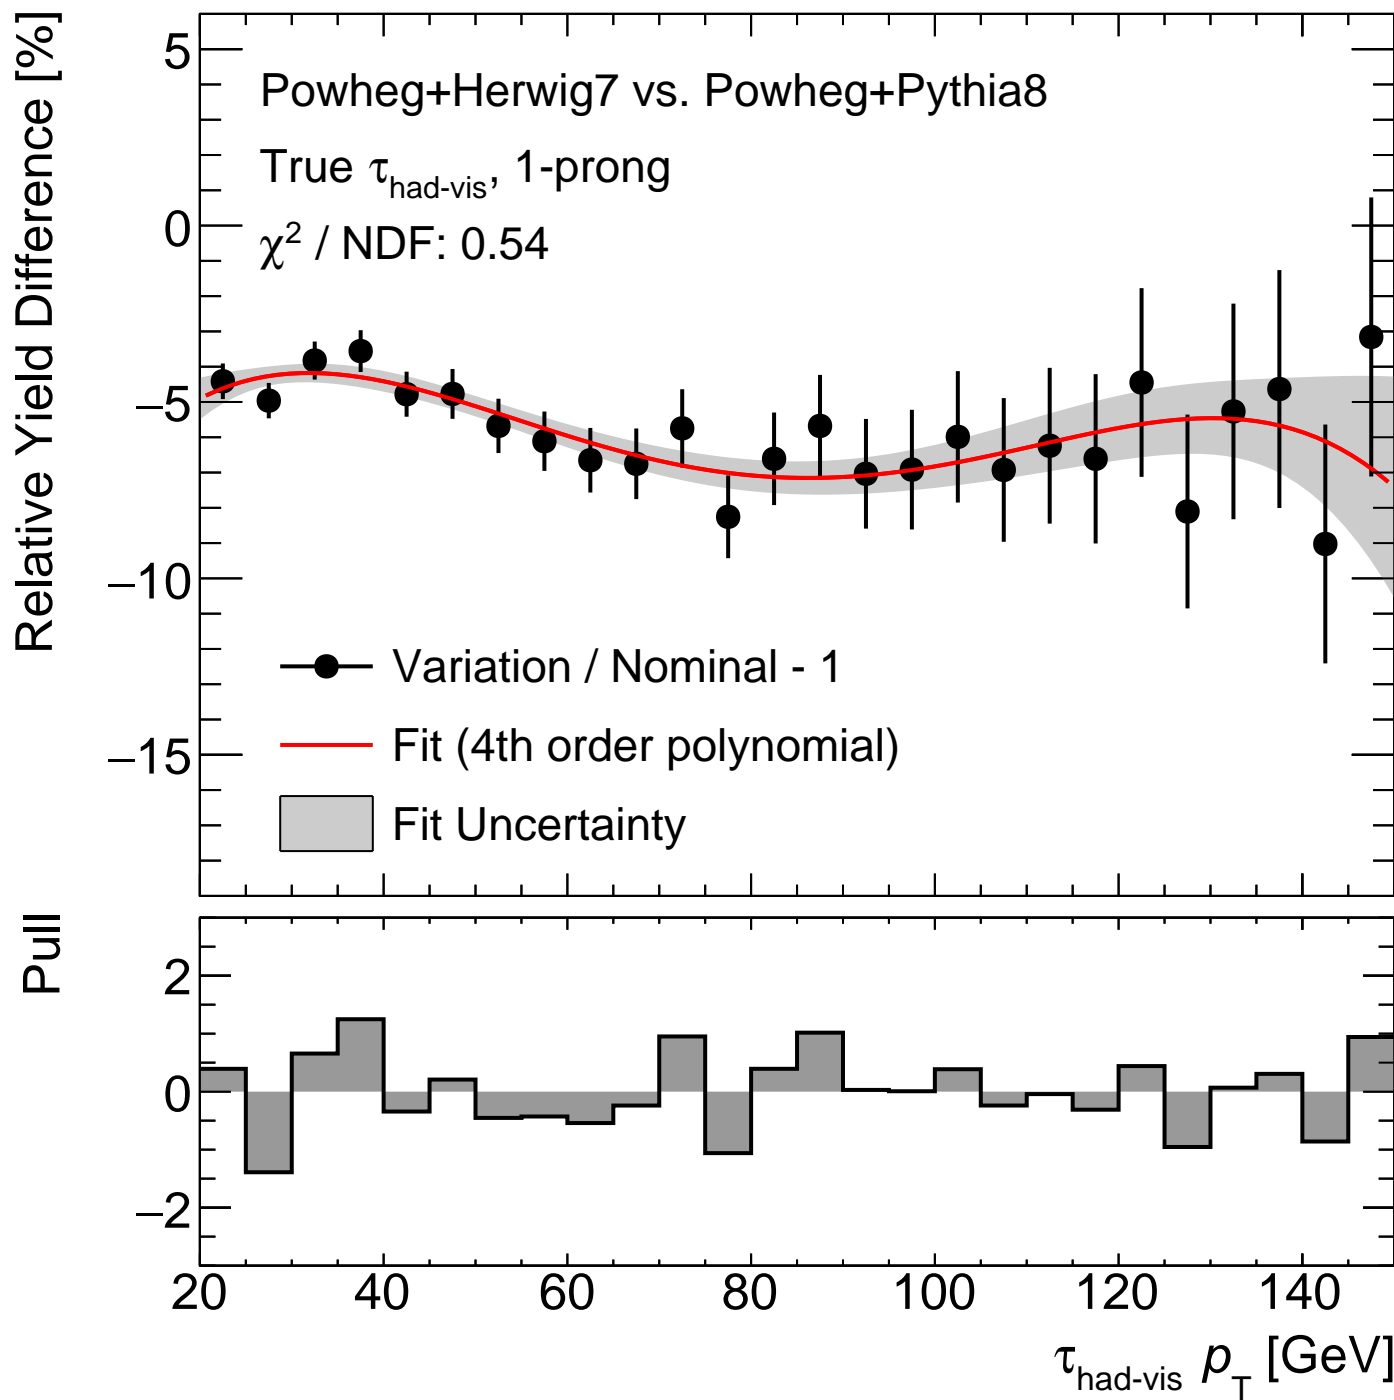 Relative Yield Difference [%]
5
0
−5
−10
−15
Powheg+Herwig7 vs. Powheg+Pythia8
True τhad-vis, 1-prong
χ² / NDF: 0.54
Variation / Nominal - 1
Fit (4th order polynomial)
Fit Uncertainty
Pull
2
0
−2
20 40 60 80 100 120 140
τhad-vis pT [GeV]